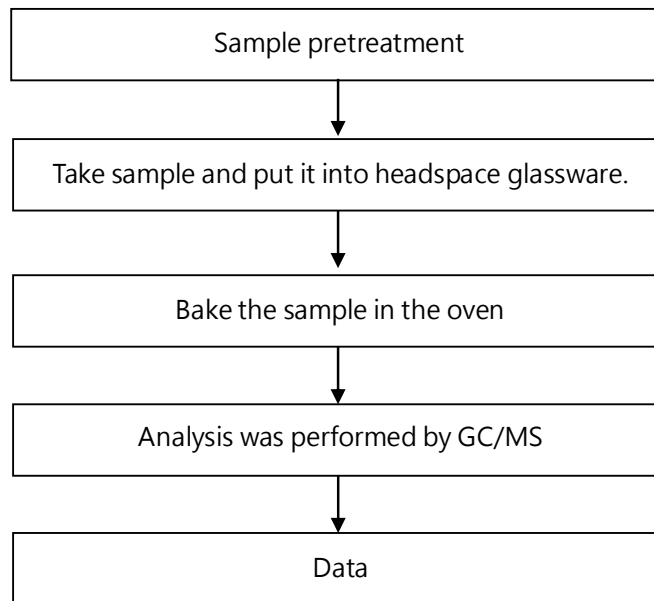 Sample pretreatment
Take sample and put it into headspace glassware.
Bake the sample in the oven
Analysis was performed by GC/MS
Data